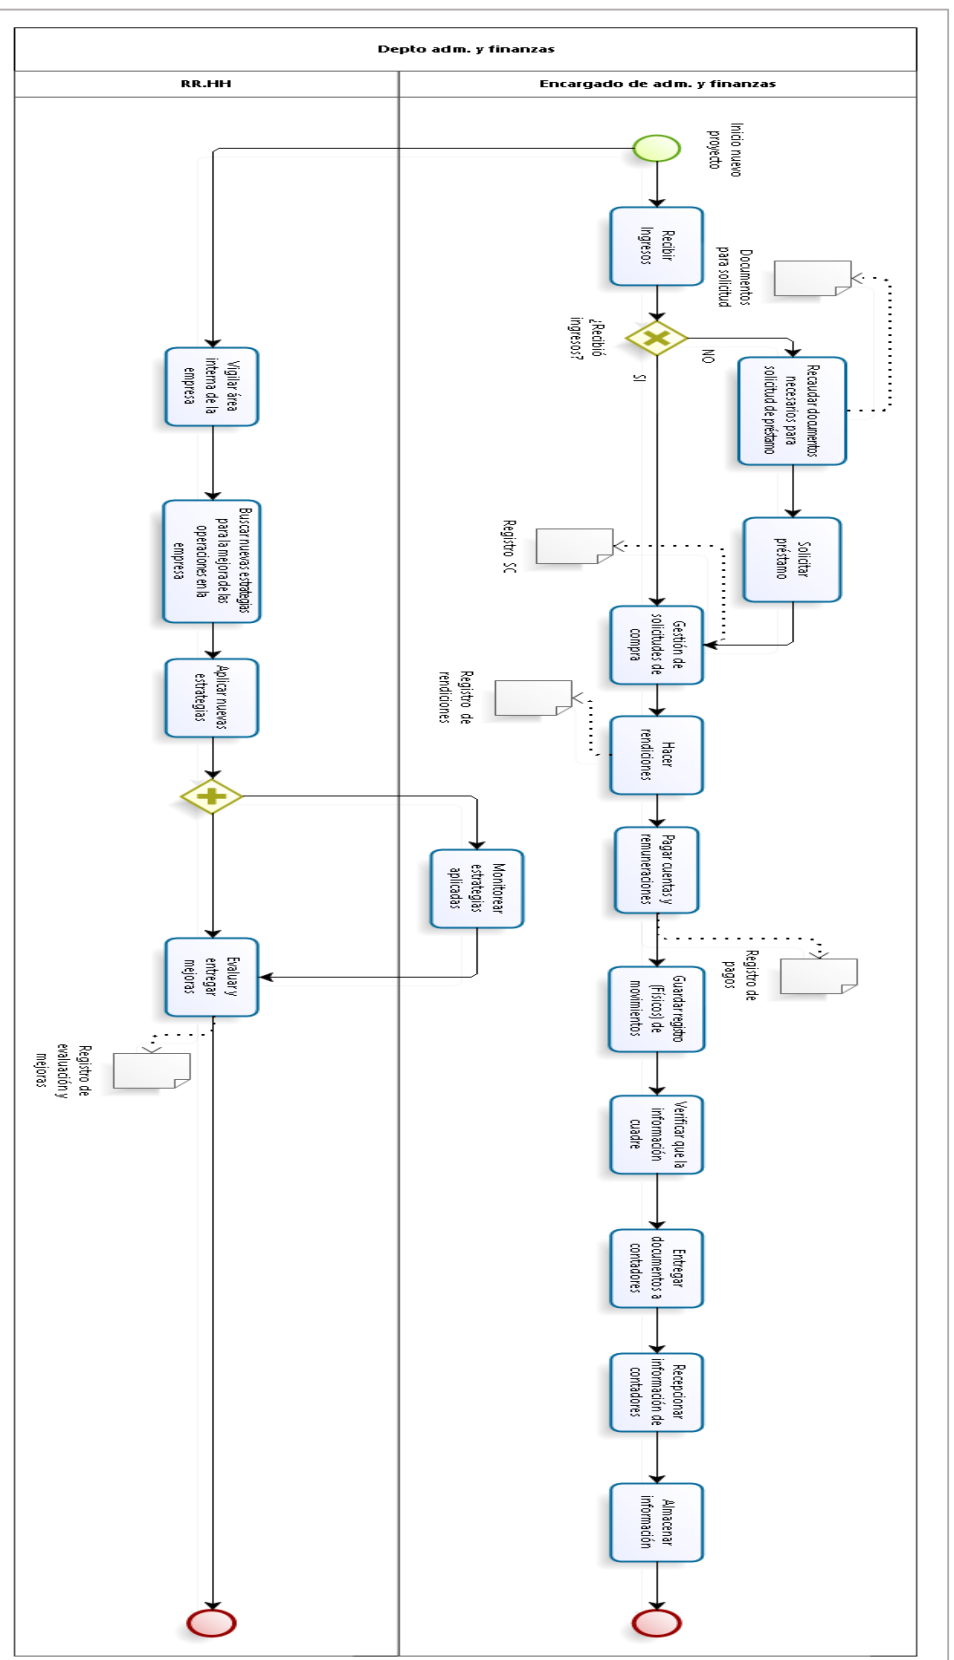 Depto adm. y finanzas
RR.HH
Encargado de adm. y finanzas
Inicio nuevo
proyecto
Recibir
Ingresos
Documentos
para solicitud
¿Recibió
ingresos?
NO
SI
Recaudar documentos
necesarios para
solicitud de préstamo
Solicitar
préstamo
Registro SC
Gestión de
solicitudes de
compra
Registro de
rendiciones
Hacer
rendiciones
Pagar cuentas y
remuneraciones
Registro de
pagos
Guardar registro
(Físicos) de
movimientos
Verificar que la
información
cuadre
Entregar
documentos a
contadores
Recepcionar
información de
contadores
Almacenar
información
Vigilar área
interna de la
empresa
Buscar nuevas estrategias
para la mejora de las
operaciones en la
empresa
Aplicar nuevas
estrategias
Monitorear
estrategias
aplicadas
Evaluar y
entregar
mejoras
Registro de
evaluación y
mejoras